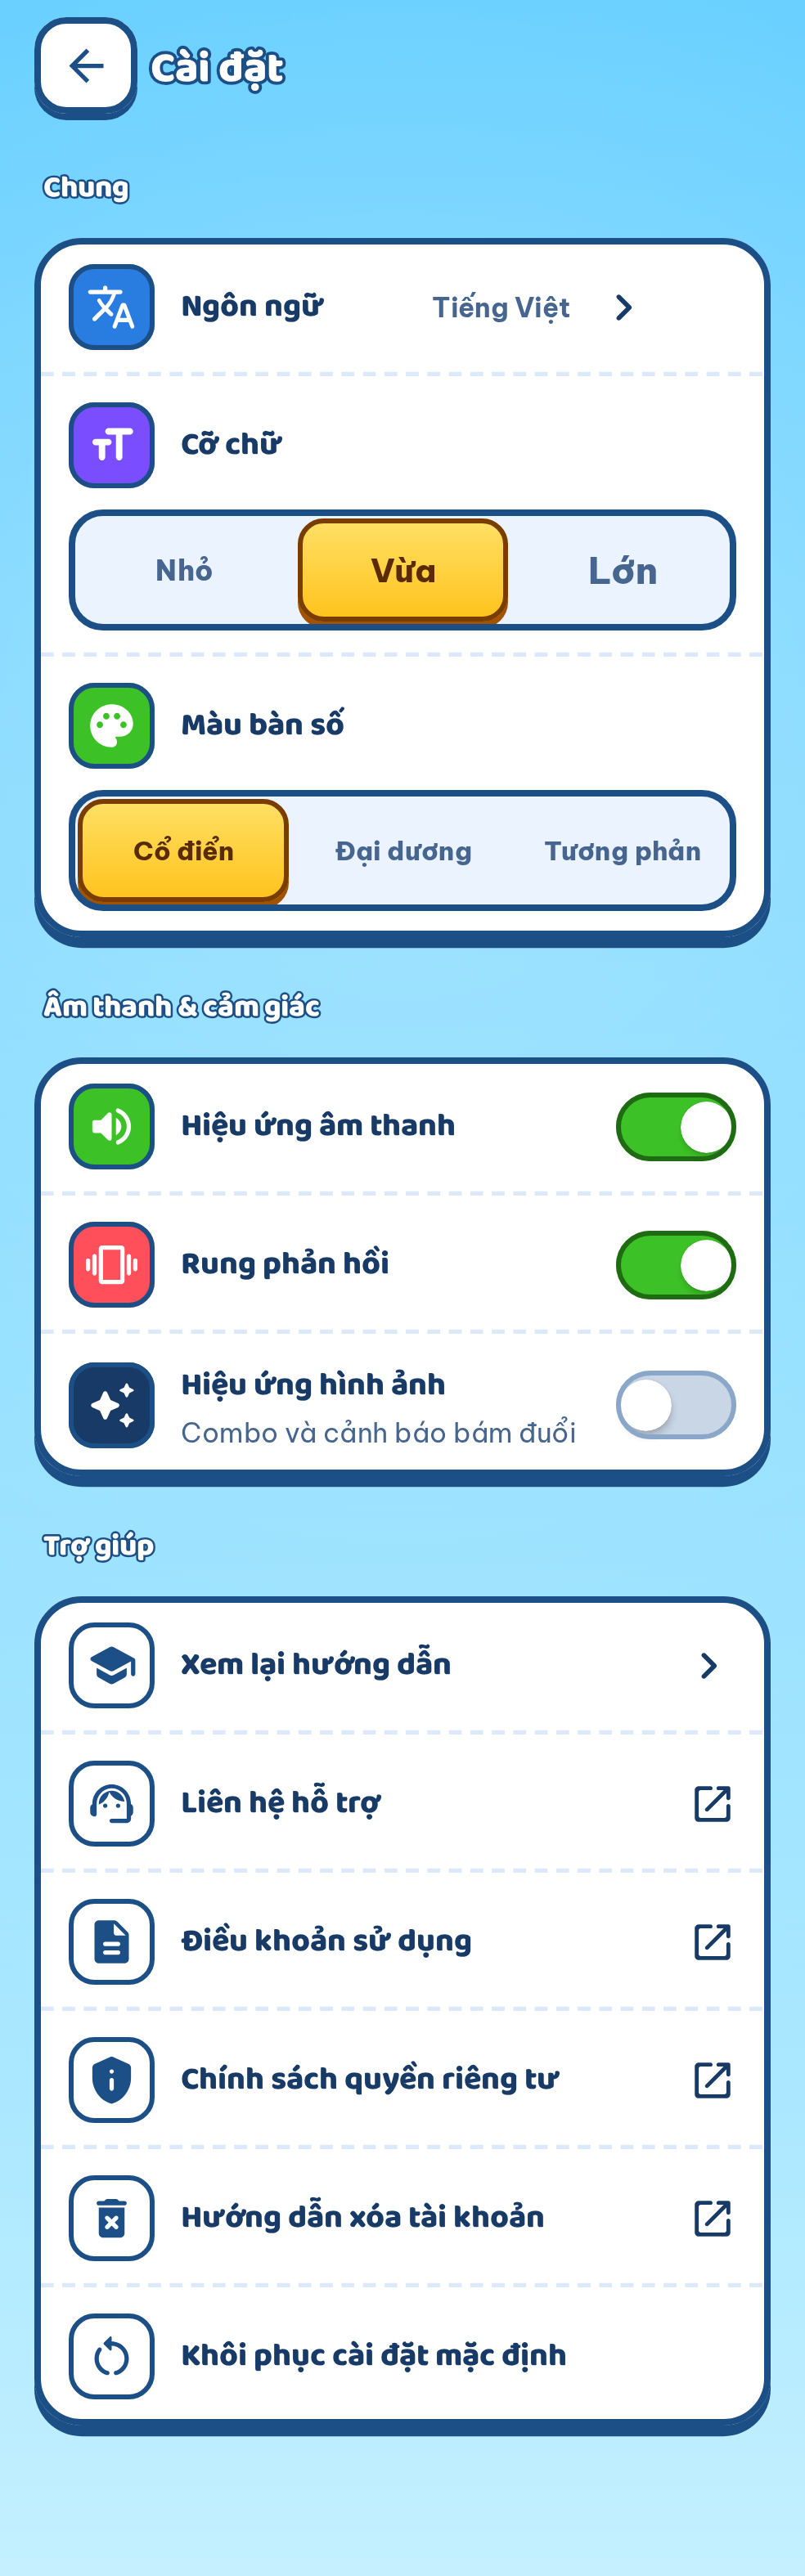 Cài đặt
Chung
Ngôn ngữ
Tiếng Việt
Cỡ chữ
Nhỏ
Vừa
Lớn
Màu bàn số
Cổ điển
Đại dương
Tương phản
Âm thanh & cảm giác
Hiệu ứng âm thanh
Rung phản hồi
Hiệu ứng hình ảnh
Combo và cảnh báo bám đuổi
Trợ giúp
Xem lại hướng dẫn
Liên hệ hỗ trợ
Điều khoản sử dụng
Chính sách quyền riêng tư
Hướng dẫn xóa tài khoản
Khôi phục cài đặt mặc định